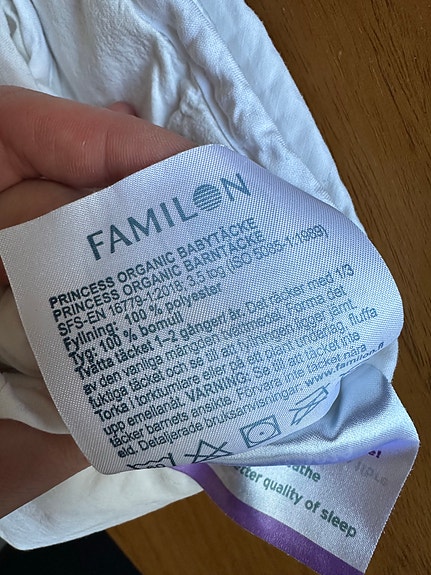 FAMILON
PRINCESS ORGANIC BABYTÄCKE
PRINCESS ORGANIC BARNTÄCKE
SFS-EN 16779-1:2018, 3.5 tog (ISO 5085-1:1989)
Fyllning: 100 % polyester
Tyg: 100 % bomull
Tvätta täcket 1–2 gånger/ år. Det räcker med 1/3
av den vanliga mängden tvättmedel. Forma det
fuktiga täcket och se till att fyllningen ligger jämt.
Torka i torktumlare eller på ett plant underlag, fluffa
upp emellanåt. VARNING: Se till att täcket inte
täcker barnets ansikte. Förvara inte täcket nära
eld. Detaljerade bruksanvisningar: www.familon.fi
quality of sleep